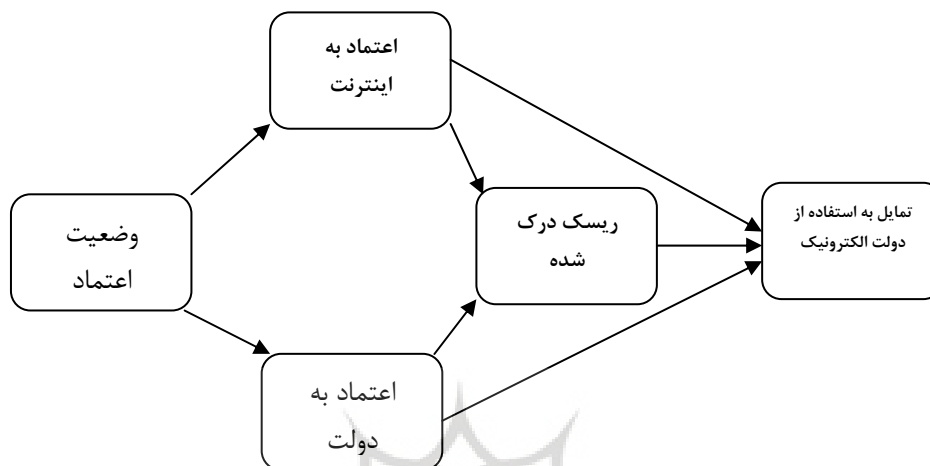 اعتماد به
اینترنت
وضعیت
اعتماد
ریسک درک
شده
تمایل به استفاده از
دولت الکترونیک
اعتماد به
دولت